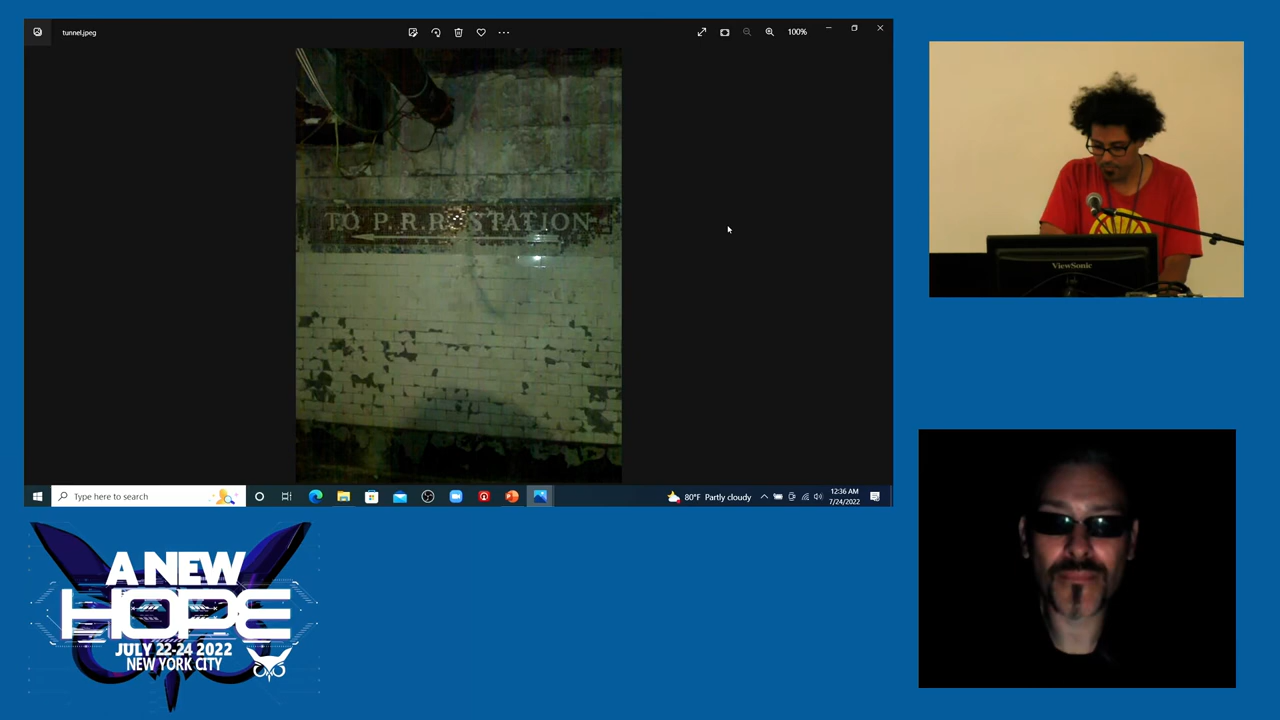 tunnel.jpeg
100%
TO P.R.R. STATION
ViewSonic
Type here to search
80°F Partly cloudy
12:36 AM
7/24/2022
A NEW
HOPE
JULY 22-24 2022
NEW YORK CITY